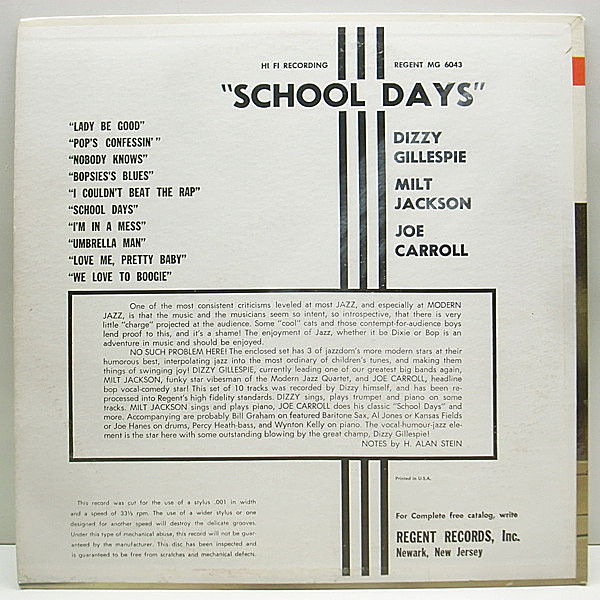 HI FI RECORDING REGENT MG 6043
"SCHOOL DAYS"
"LADY BE GOOD"
"POP'S CONFESSIN'"
"NOBODY KNOWS"
"BOPSIES'S BLUES"
"I COULDN'T BEAT THE RAP"
"SCHOOL DAYS"
"I'M IN A MESS"
"UMBRELLA MAN"
"LOVE ME, PRETTY BABY"
"WE LOVE TO BOOGIE"
DIZZY
GILLESPIE
MILT
JACKSON
JOE
CARROLL
One of the most consistent criticisms leveled at most JAZZ, and especially at MODERN
JAZZ, is that the music and the musicians seem so intent, so introspective, that there is very
little "charge" projected at the audience. Some "cool" cats and those contempt-for-audience boys
lend proof to this, and it's a shame! The enjoyment of Jazz, whether it be Dixie or Bop is an
adventure in music and should be enjoyed.
NO SUCH PROBLEM HERE! The enclosed set has 3 of jazzdom's more modern stars at their
humorous best, interpolating jazz into the most ordinary of children's tunes, and making them
things of swinging joy! DIZZY GILLESPIE, currently leading one of our greatest big bands again,
MILT JACKSON, funky star vibesman of the Modern Jazz Quartet, and JOE CARROLL, headline
bop vocal-comedy star! This set of 10 tracks was recorded by Dizzy himself, and has been re-
processed into Regent's high fidelity standards. DIZZY sings, plays trumpet and piano on some
tracks. MILT JACKSON sings and plays piano, JOE CARROLL does his classic "School Days" and
more. Accompanying are probably Bill Graham on featured Baritone Sax, Al Jones or Kansas Fields
or Joe Hanes on drums, Percy Heath-bass, and Wynton Kelly on piano. The vocal-humour-jazz ele-
ment is the star here with some outstanding blowing by the great champ, Dizzy Gillespie!
NOTES by H. ALAN STEIN
Printed in U.S.A.
This record was cut for the use of a stylus .001 in width
and a speed of 33⅓ rpm. The use of a wider stylus or one
designed for another speed will destroy the delicate grooves.
Under this type of mechanical abuse, this record will not be guar-
anteed by the manufacturer. This disc has been inspected and
is guaranteed to be free from scratches and mechanical defects.
For Complete free catalog, write
REGENT RECORDS, Inc.
Newark, New Jersey